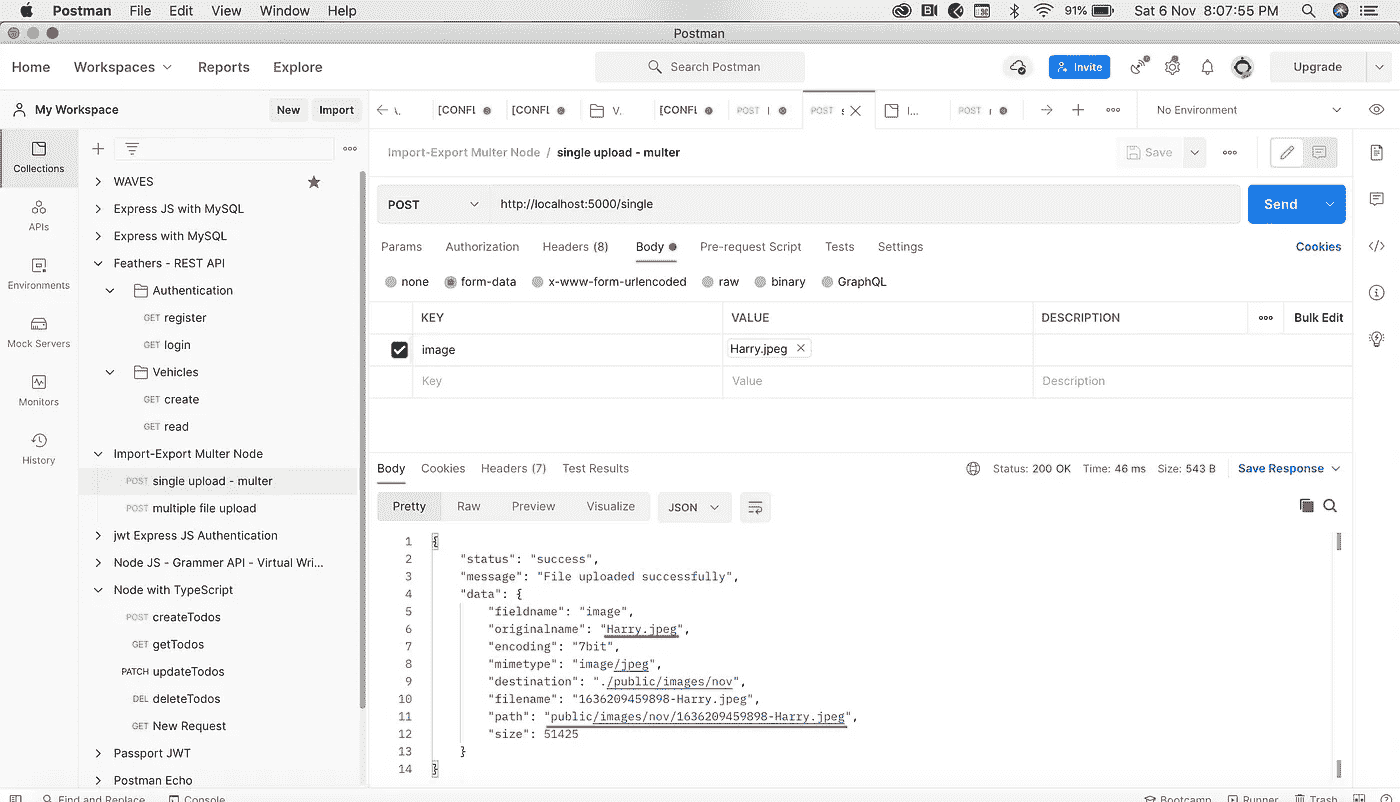 Postman File Edit View Window Help 91% Sat 6 Nov 8:07:55 PM
Postman
Home Workspaces Reports Explore Search Postman Invite Upgrade
My Workspace New Import [CONFL [CONFL V. [CONFL POST POST I... POST No Environment
Import-Export Multer Node / single upload - multer Save
Collections
APIs
Environments
Mock Servers
Monitors
History
WAVES
Express JS with MySQL
Express with MySQL
Feathers - REST API
Authentication
GET register
GET login
Vehicles
GET create
GET read
Import-Export Multer Node
POST single upload - multer
POST multiple file upload
jwt Express JS Authentication
Node JS - Grammer API - Virtual Wri...
Node with TypeScript
POST createTodos
GET getTodos
PATCH updateTodos
DEL deleteTodos
GET New Request
Passport JWT
Postman Echo
POST http://localhost:5000/single Send
Params Authorization Headers (8) Body Pre-request Script Tests Settings Cookies
none form-data x-www-form-urlencoded raw binary GraphQL
KEY VALUE DESCRIPTION Bulk Edit
image Harry.jpeg
Key Value Description
Body Cookies Headers (7) Test Results Status: 200 OK Time: 46 ms Size: 543 B Save Response
Pretty Raw Preview Visualize JSON
1 {
2 "status": "success",
3 "message": "File uploaded successfully",
4 "data": {
5 "fieldname": "image",
6 "originalname": "Harry.jpeg",
7 "encoding": "7bit",
8 "mimetype": "image/jpeg",
9 "destination": "./public/images/nov",
10 "filename": "1636209459898-Harry.jpeg",
11 "path": "public/images/nov/1636209459898-Harry.jpeg",
12 "size": 51425
13 }
14 }
Find and Replace Console Bootcamp Runner Trash